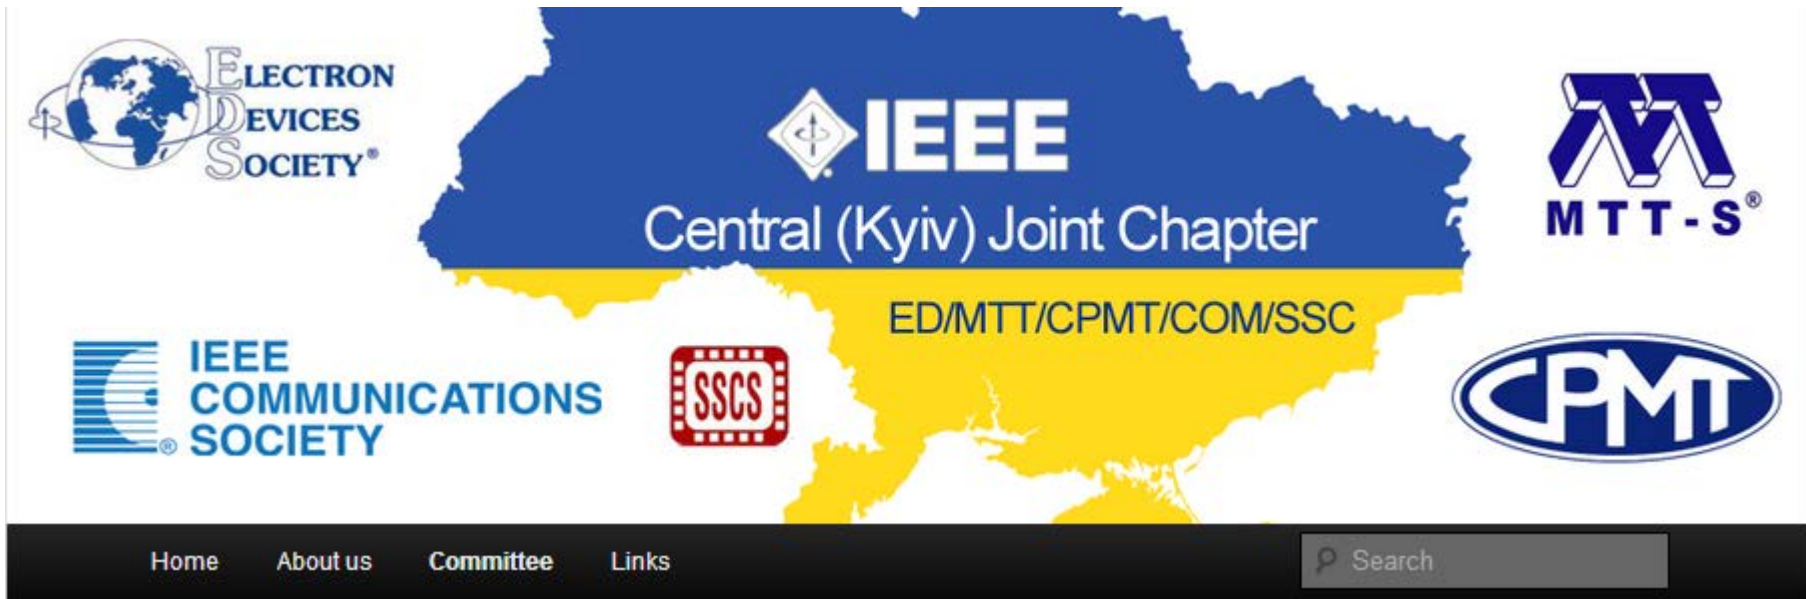 ELECTRON
DEVICES
SOCIETY®
IEEE
Central (Kyiv) Joint Chapter
ED/MTT/CPMT/COM/SSC
MTT-S®
IEEE
COMMUNICATIONS
® SOCIETY
SSCS
CPMT
Home About us Committee Links Search